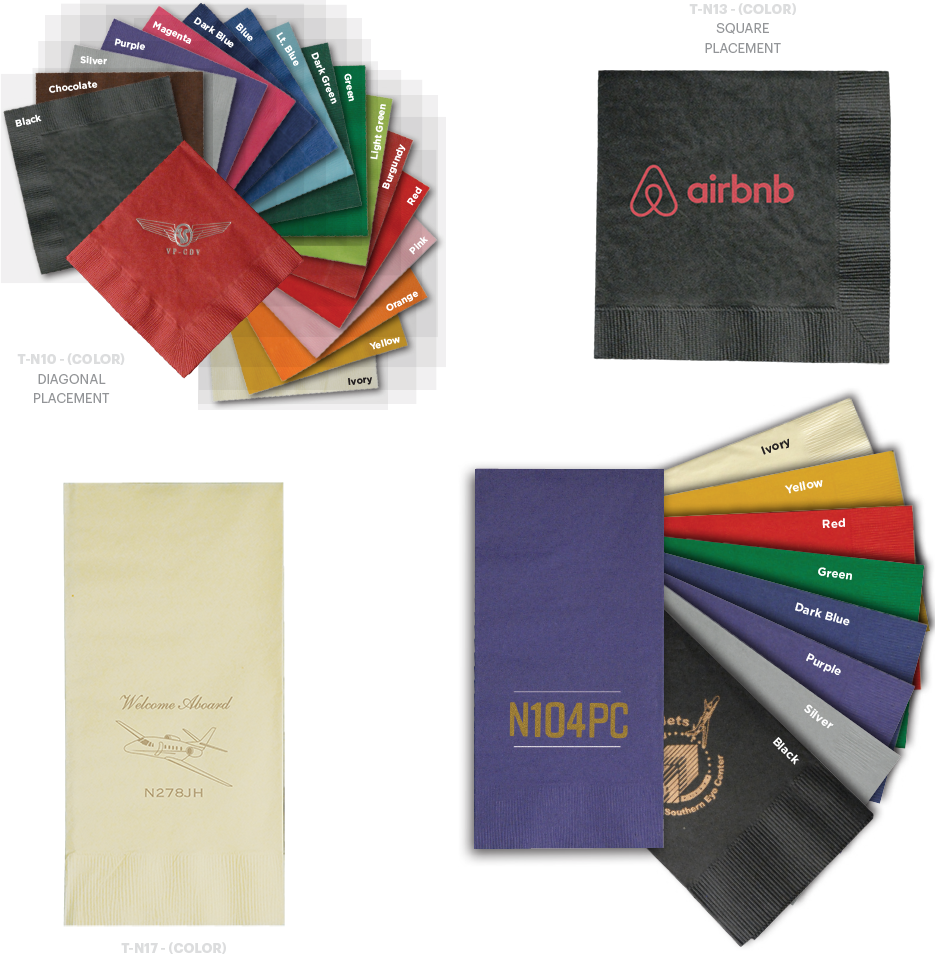 T-N13 - (COLOR)
SQUARE
PLACEMENT
Black
Chocolate
Silver
Purple
Magenta
Dark Blue
Blue
Lt. Blue
Dark Green
Green
Light Green
Burgundy
Red
Pink
Orange
Yellow
Ivory
VP-CDV
T-N10 - (COLOR)
DIAGONAL
PLACEMENT
airbnb
Welcome Aboard
N278JH
T-N17 - (COLOR)
N104PC
Ivory
Yellow
Red
Green
Dark Blue
Purple
Silver
Black
Southern Eye Center